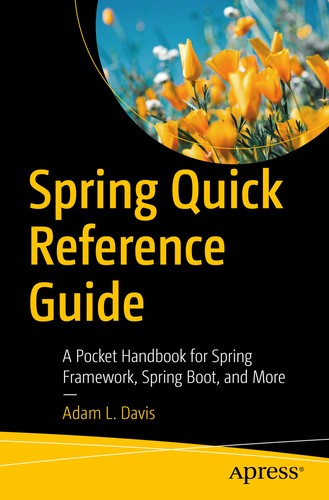 Spring Quick
Reference
Guide
A Pocket Handbook for Spring
Framework, Spring Boot, and More
—
Adam L. Davis
Apress®